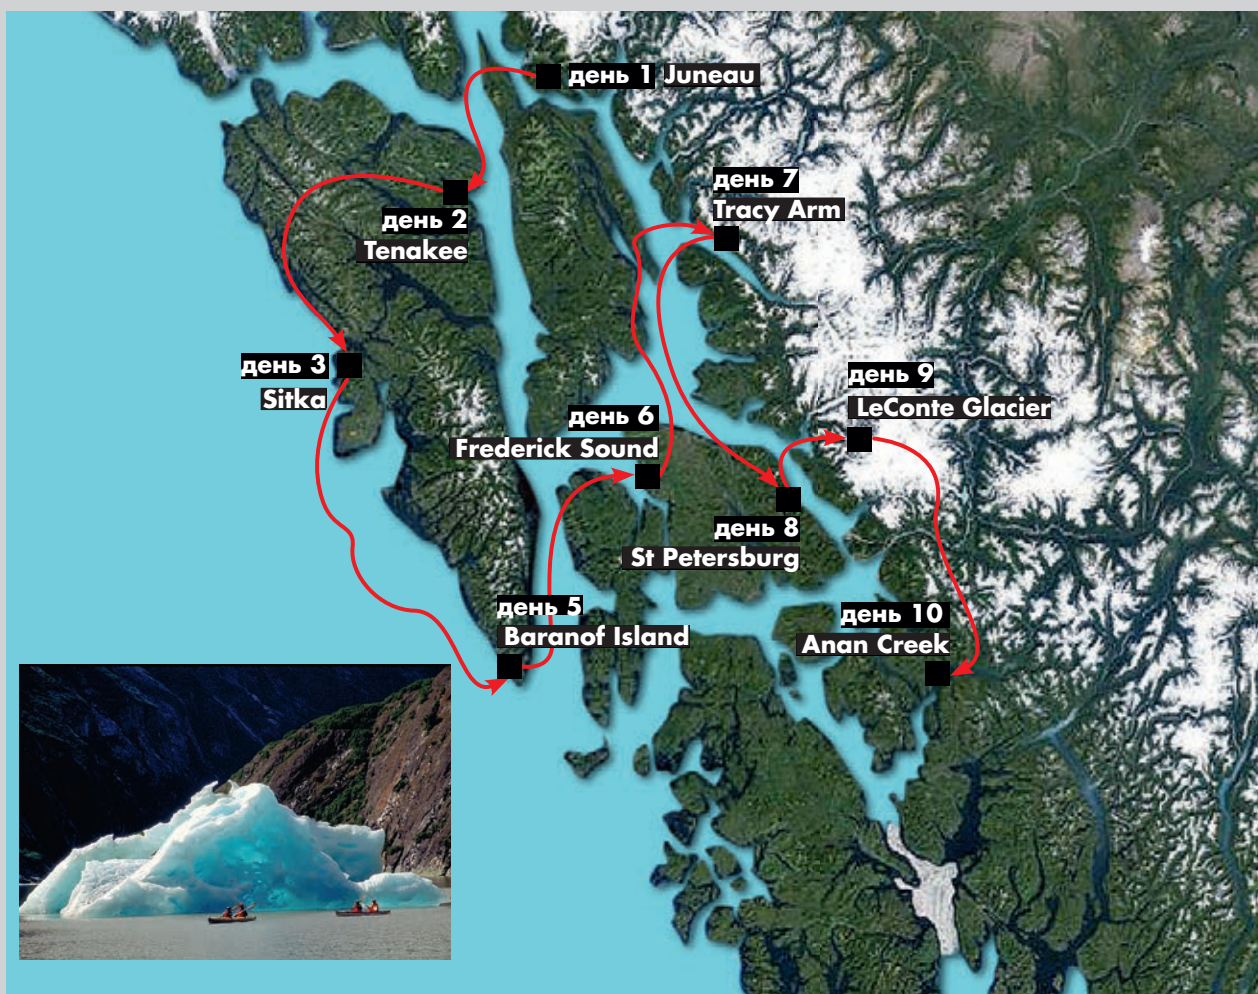 день 1 Juneau
день 2
Tenakee
день 3
Sitka
день 5
Baranof Island
день 6
Frederick Sound
день 7
Tracy Arm
день 8
St Petersburg
день 9
LeConte Glacier
день 10
Anan Creek